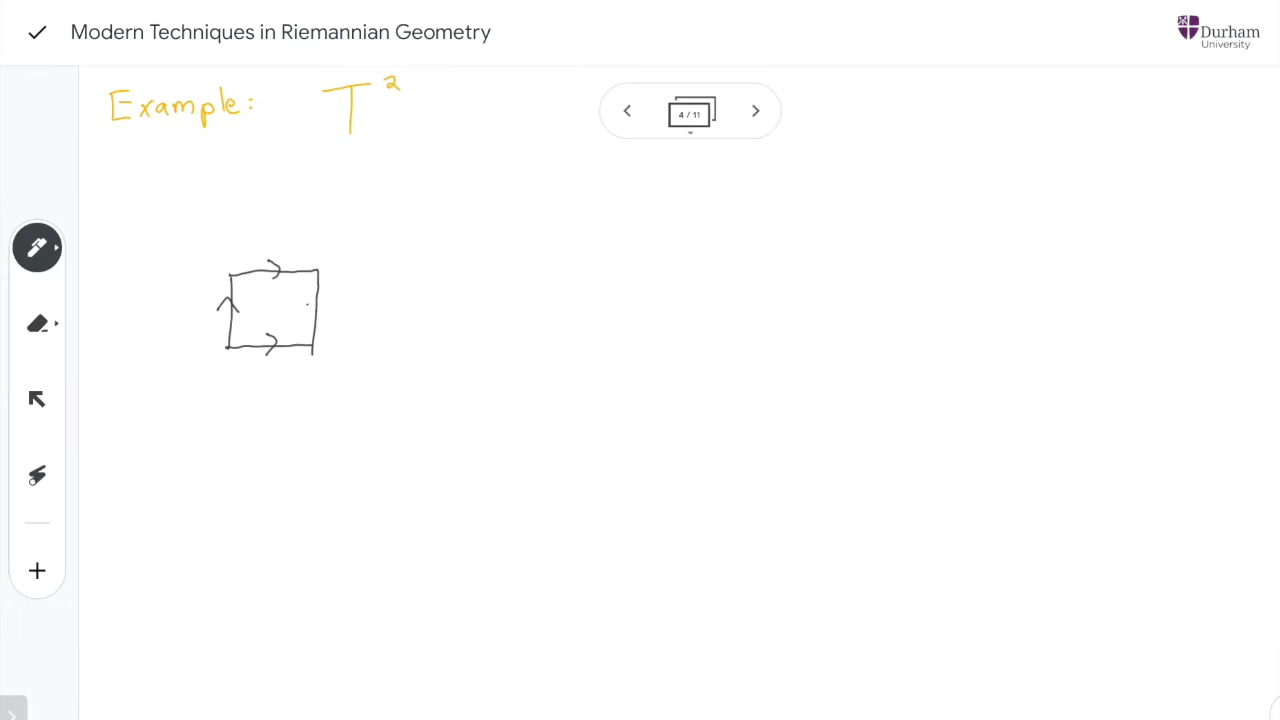 Modern Techniques in Riemannian Geometry
Durham
University
Example: T²
4 / 11